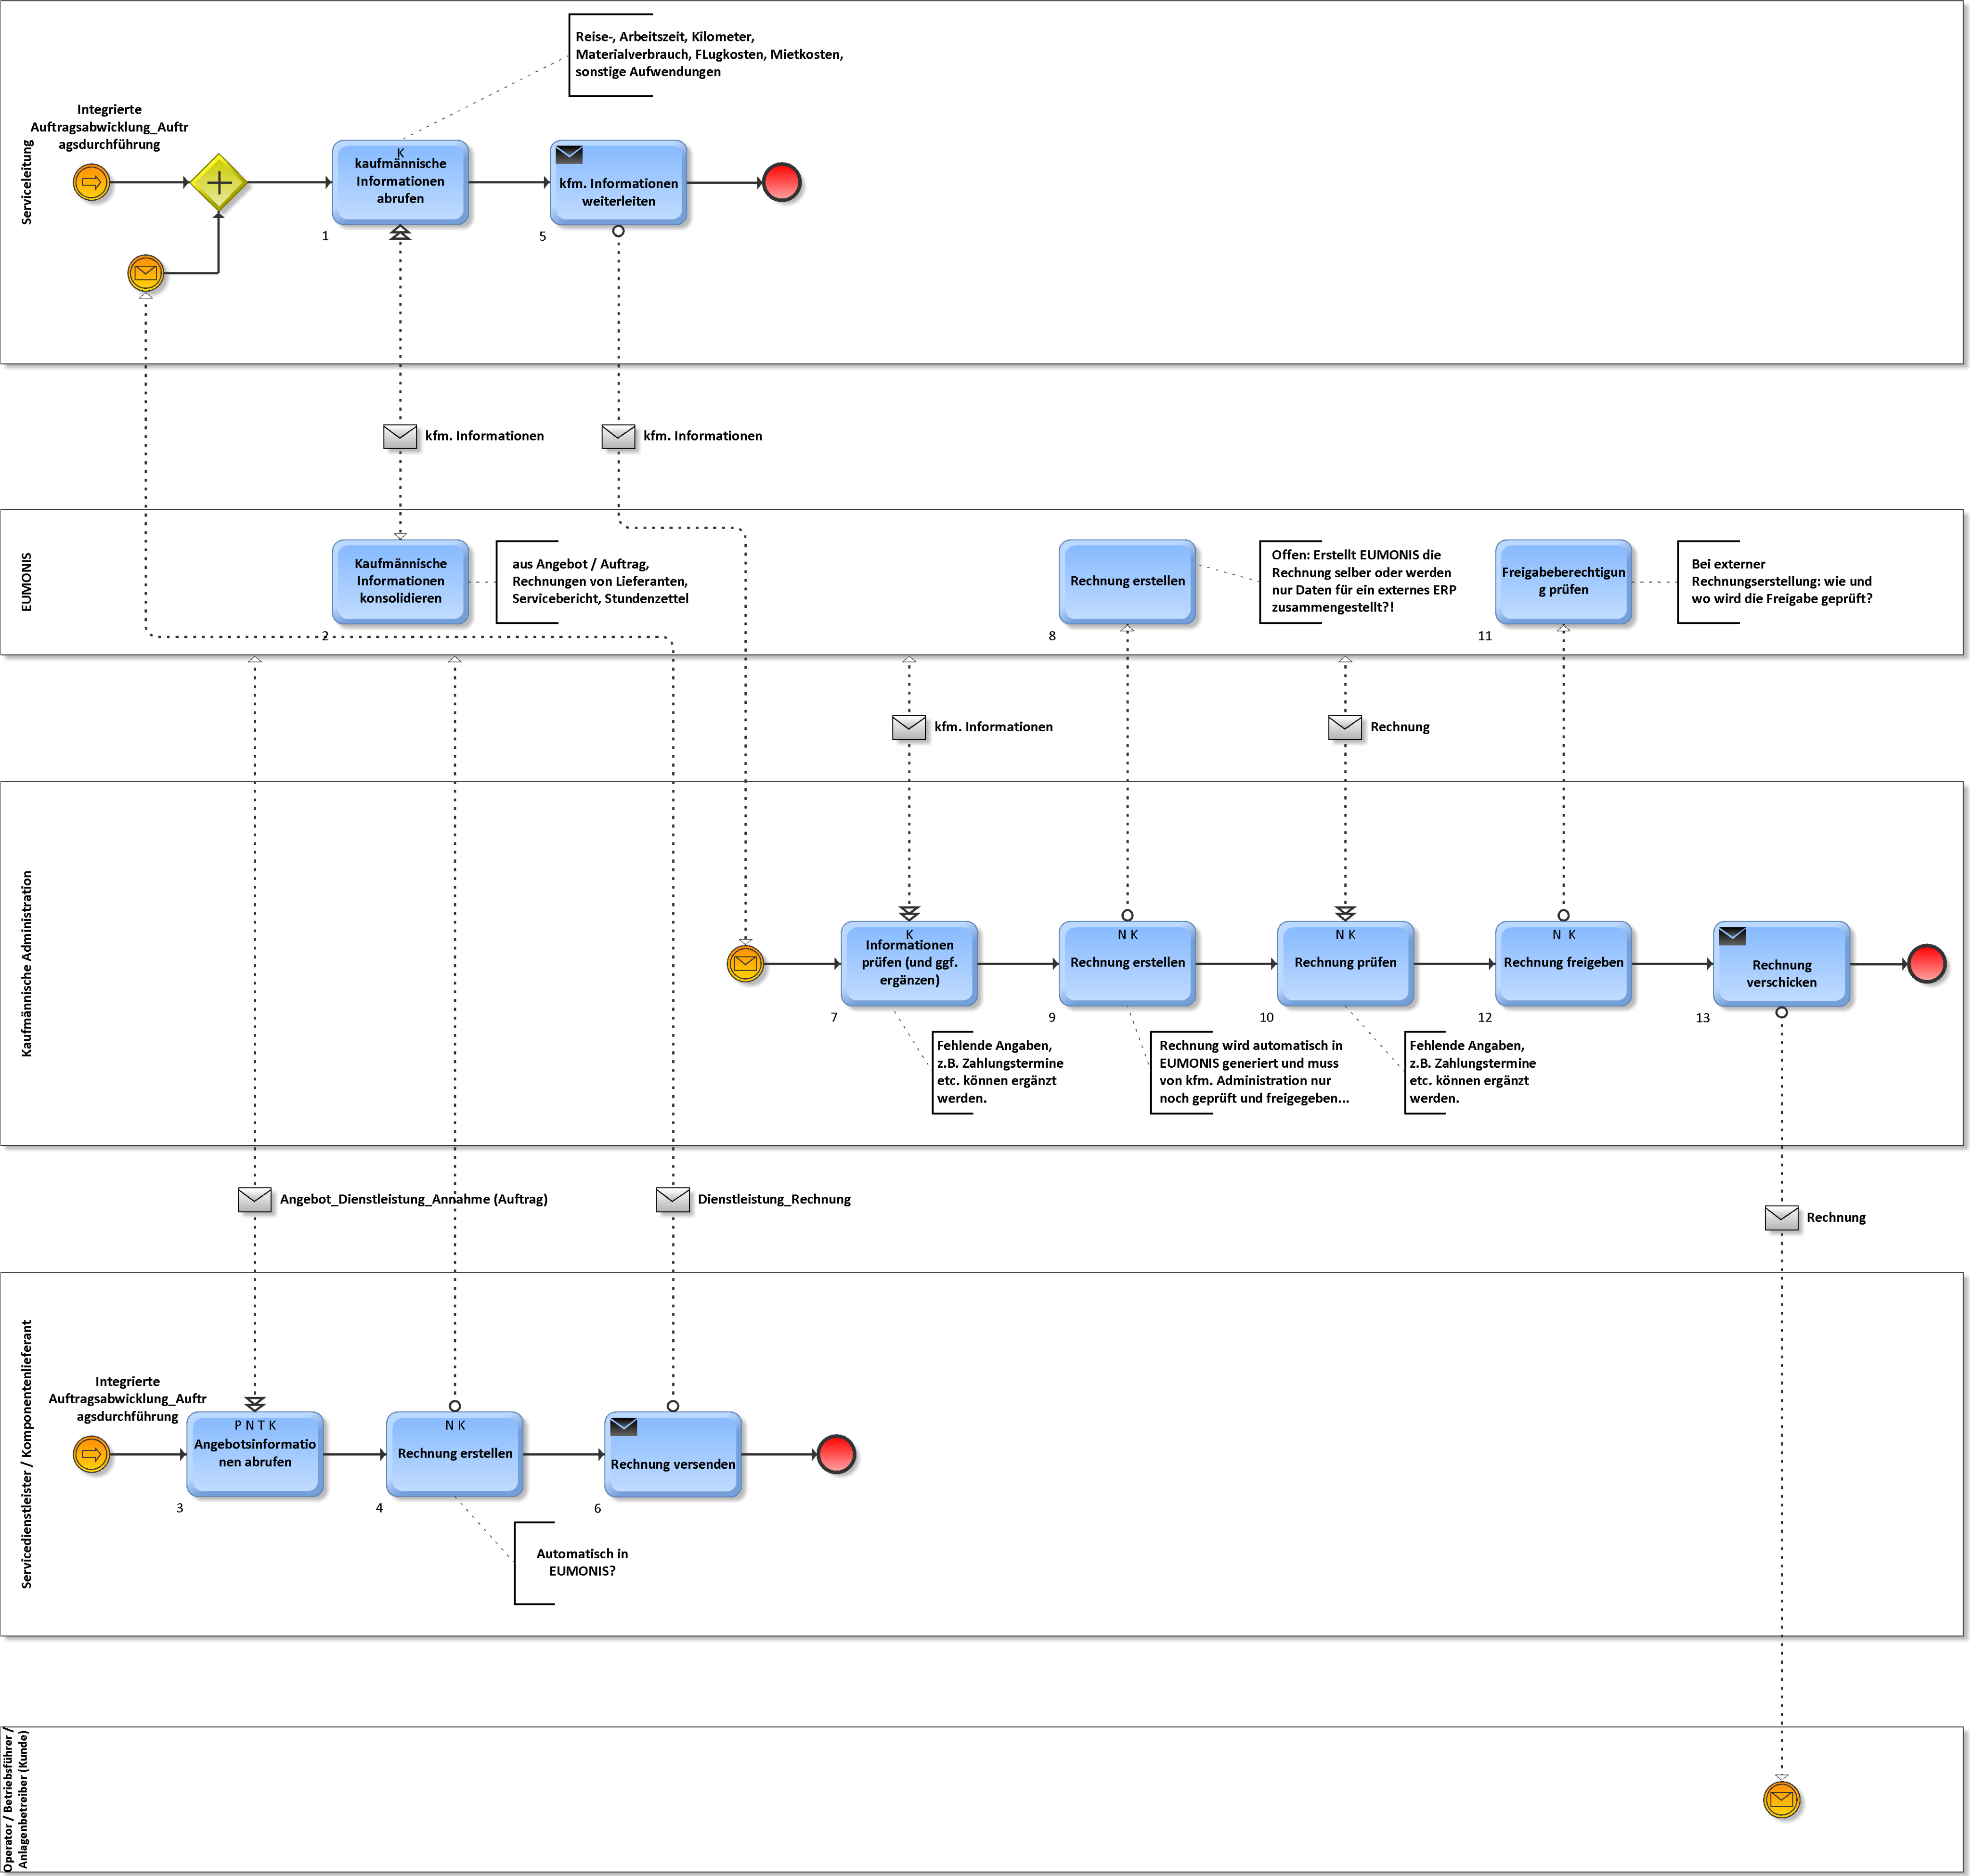 Serviceleitung
Integrierte
Auftragsabwicklung_Auftr
agsdurchführung
Reise-, Arbeitszeit, Kilometer,
Materialverbrauch, FLugkosten, Mietkosten,
sonstige Aufwendungen
K
kaufmännische
Informationen
abrufen
1
kfm. Informationen
weiterleiten
5
kfm. Informationen
kfm. Informationen
EUMONIS
Kaufmännische
Informationen
konsolidieren
2
aus Angebot / Auftrag,
Rechnungen von Lieferanten,
Servicebericht, Stundenzettel
Rechnung erstellen
8
Offen: Erstellt EUMONIS die
Rechnung selber oder werden
nur Daten für ein externes ERP
zusammengestellt?!
Freigabeberechtigun
g prüfen
11
Bei externer
Rechnungserstellung: wie und
wo wird die Freigabe geprüft?
kfm. Informationen
Rechnung
Kaufmännische Administration
K
Informationen
prüfen (und ggf.
ergänzen)
7
N K
Rechnung erstellen
9
N K
Rechnung prüfen
10
N K
Rechnung freigeben
12
Rechnung
verschicken
13
Fehlende Angaben,
z.B. Zahlungstermine
etc. können ergänzt
werden.
Rechnung wird automatisch in
EUMONIS generiert und muss
von kfm. Administration nur
noch geprüft und freigegeben...
Fehlende Angaben,
z.B. Zahlungstermine
etc. können ergänzt
werden.
Angebot_Dienstleistung_Annahme (Auftrag)
Dienstleistung_Rechnung
Rechnung
Servicedienstleister / Komponentenlieferant
Integrierte
Auftragsabwicklung_Auftr
agsdurchführung
P N T K
Angebotsinformatio
nen abrufen
3
N K
Rechnung erstellen
4
Rechnung versenden
6
Automatisch in
EUMONIS?
Operator / Betriebsführer /
Anlagenbetreiber (Kunde)